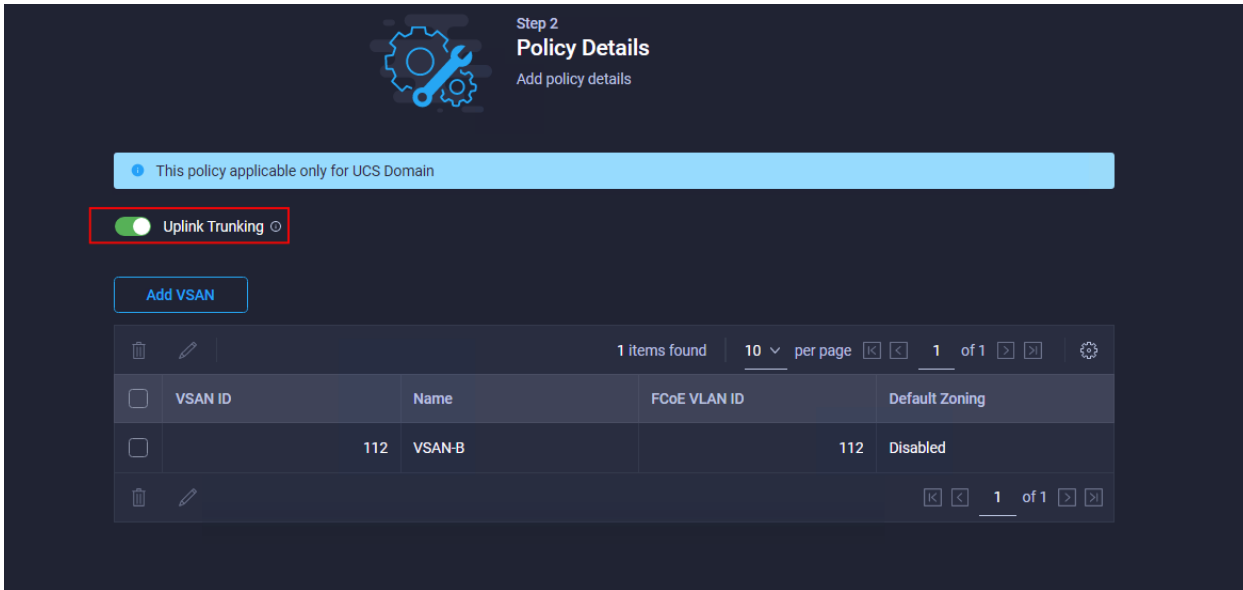 Step 2
Policy Details
Add policy details
This policy applicable only for UCS Domain
Uplink Trunking
Add VSAN
1 items found 10 per page 1 of 1
VSAN ID Name FCoE VLAN ID Default Zoning
112 VSAN-B 112 Disabled
1 of 1